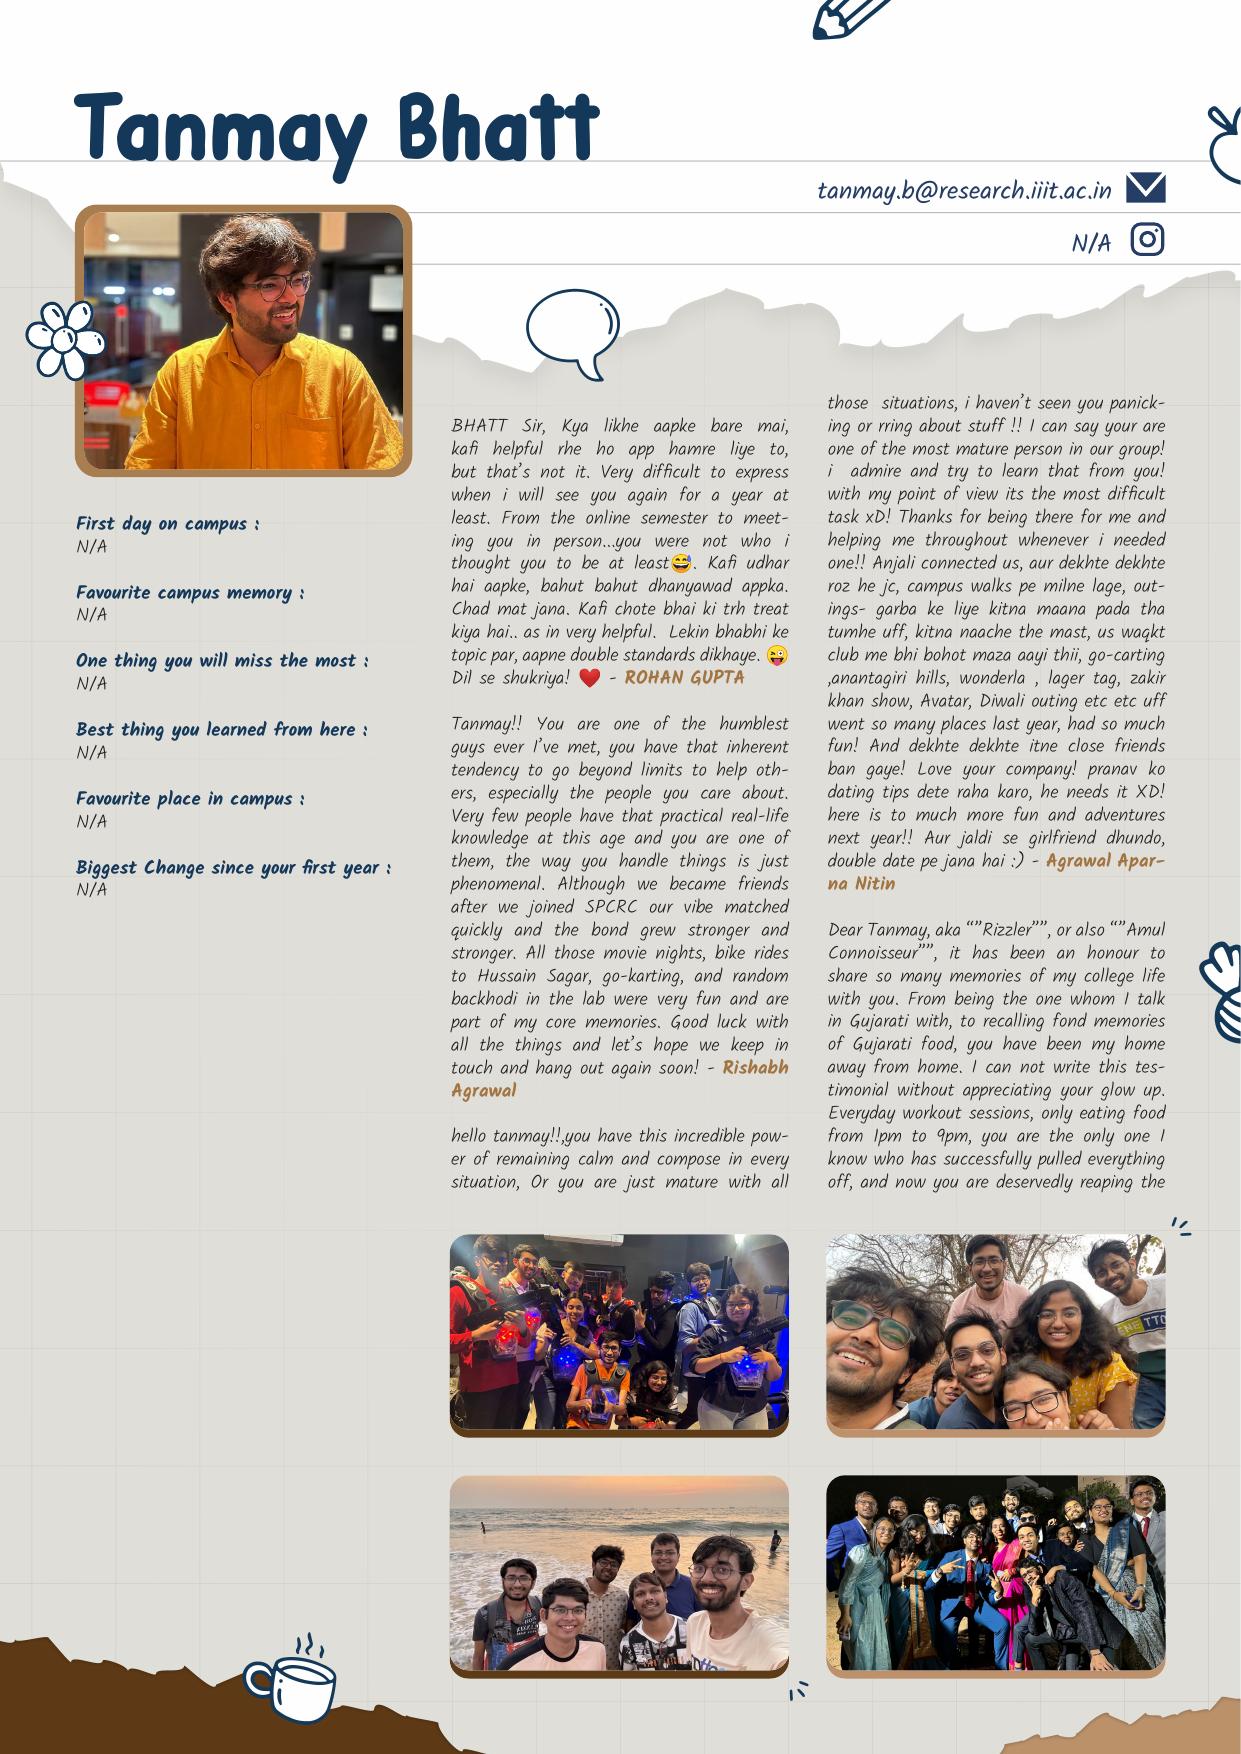 Tanmay Bhatt
tanmay.b@research.iiit.ac.in
N/A
First day on campus :
N/A
Favourite campus memory :
N/A
One thing you will miss the most :
N/A
Best thing you learned from here :
N/A
Favourite place in campus :
N/A
Biggest Change since your first year :
N/A
BHATT Sir, Kya likhe aapke bare mai,
kafi helpful rhe ho app hamre liye to,
but that's not it. Very difficult to express
when i will see you again for a year at
least. From the online semester to meet-
ing you in person...you were not who i
thought you to be at least😅. Kafi udhar
hai aapke, bahut bahut dhanyawad appka.
Chad mat jana. Kafi chote bhai ki trh treat
kiya hai.. as in very helpful. Lekin bhabhi ke
topic par, aapne double standards dikhaye. 😜
Dil se shukriya! ❤️ - ROHAN GUPTA
Tanmay!! You are one of the humblest
guys ever I've met, you have that inherent
tendency to go beyond limits to help oth-
ers, especially the people you care about.
Very few people have that practical real-life
knowledge at this age and you are one of
them, the way you handle things is just
phenomenal. Although we became friends
after we joined SPCRC our vibe matched
quickly and the bond grew stronger and
stronger. All those movie nights, bike rides
to Hussain Sagar, go-karting, and random
backhodi in the lab were very fun and are
part of my core memories. Good luck with
all the things and let's hope we keep in
touch and hang out again soon! - Rishabh
Agrawal
hello tanmay!!,you have this incredible pow-
er of remaining calm and compose in every
situation, Or you are just mature with all
those situations, i haven't seen you panick-
ing or rring about stuff !! I can say your are
one of the most mature person in our group!
i admire and try to learn that from you!
with my point of view its the most difficult
task xD! Thanks for being there for me and
helping me throughout whenever i needed
one!! Anjali connected us, aur dekhte dekhte
roz he jc, campus walks pe milne lage, out-
ings- garba ke liye kitna maana pada tha
tumhe uff, kitna naache the mast, us waqkt
club me bhi bohot maza aayi thii, go-carting
,anantagiri hills, wonderla , lager tag, zakir
khan show, Avatar, Diwali outing etc etc uff
went so many places last year, had so much
fun! And dekhte dekhte itne close friends
ban gaye! Love your company! pranav ko
dating tips dete raha karo, he needs it XD!
here is to much more fun and adventures
next year!! Aur jaldi se girlfriend dhundo,
double date pe jana hai :) - Agrawal Apar-
na Nitin
Dear Tanmay, aka “”Rizzler””, or also “”Amul
Connoisseur””, it has been an honour to
share so many memories of my college life
with you. From being the one whom I talk
in Gujarati with, to recalling fond memories
of Gujarati food, you have been my home
away from home. I can not write this tes-
timonial without appreciating your glow up.
Everyday workout sessions, only eating food
from 1pm to 9pm, you are the only one I
know who has successfully pulled everything
off, and now you are deservedly reaping the